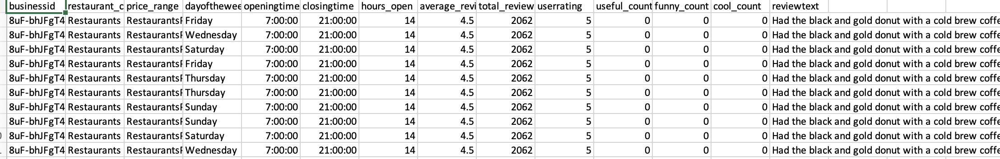 businessid restaurant_c price_range dayofthewee openingtime closingtime hours_open average_revi total_review userrating useful_count funny_count cool_count reviewtext
8uF-bhJFgT4 Restaurants Restaurants Friday 7:00:00 21:00:00 14 4.5 2062 5 0 0 0 Had the black and gold donut with a cold brew coffe
8uF-bhJFgT4 Restaurants Restaurants Wednesday 7:00:00 21:00:00 14 4.5 2062 5 0 0 0 Had the black and gold donut with a cold brew coffe
8uF-bhJFgT4 Restaurants Restaurants Saturday 7:00:00 21:00:00 14 4.5 2062 5 0 0 0 Had the black and gold donut with a cold brew coffe
8uF-bhJFgT4 Restaurants Restaurants Friday 7:00:00 21:00:00 14 4.5 2062 5 0 0 0 Had the black and gold donut with a cold brew coffe
8uF-bhJFgT4 Restaurants Restaurants Thursday 7:00:00 21:00:00 14 4.5 2062 5 0 0 0 Had the black and gold donut with a cold brew coffe
8uF-bhJFgT4 Restaurants Restaurants Thursday 7:00:00 21:00:00 14 4.5 2062 5 0 0 0 Had the black and gold donut with a cold brew coffe
8uF-bhJFgT4 Restaurants Restaurants Sunday 7:00:00 21:00:00 14 4.5 2062 5 0 0 0 Had the black and gold donut with a cold brew coffe
8uF-bhJFgT4 Restaurants Restaurants Sunday 7:00:00 21:00:00 14 4.5 2062 5 0 0 0 Had the black and gold donut with a cold brew coffe
8uF-bhJFgT4 Restaurants Restaurants Saturday 7:00:00 21:00:00 14 4.5 2062 5 0 0 0 Had the black and gold donut with a cold brew coffe
8uF-bhJFgT4 Restaurants Restaurants Wednesday 7:00:00 21:00:00 14 4.5 2062 5 0 0 0 Had the black and gold donut with a cold brew coffe